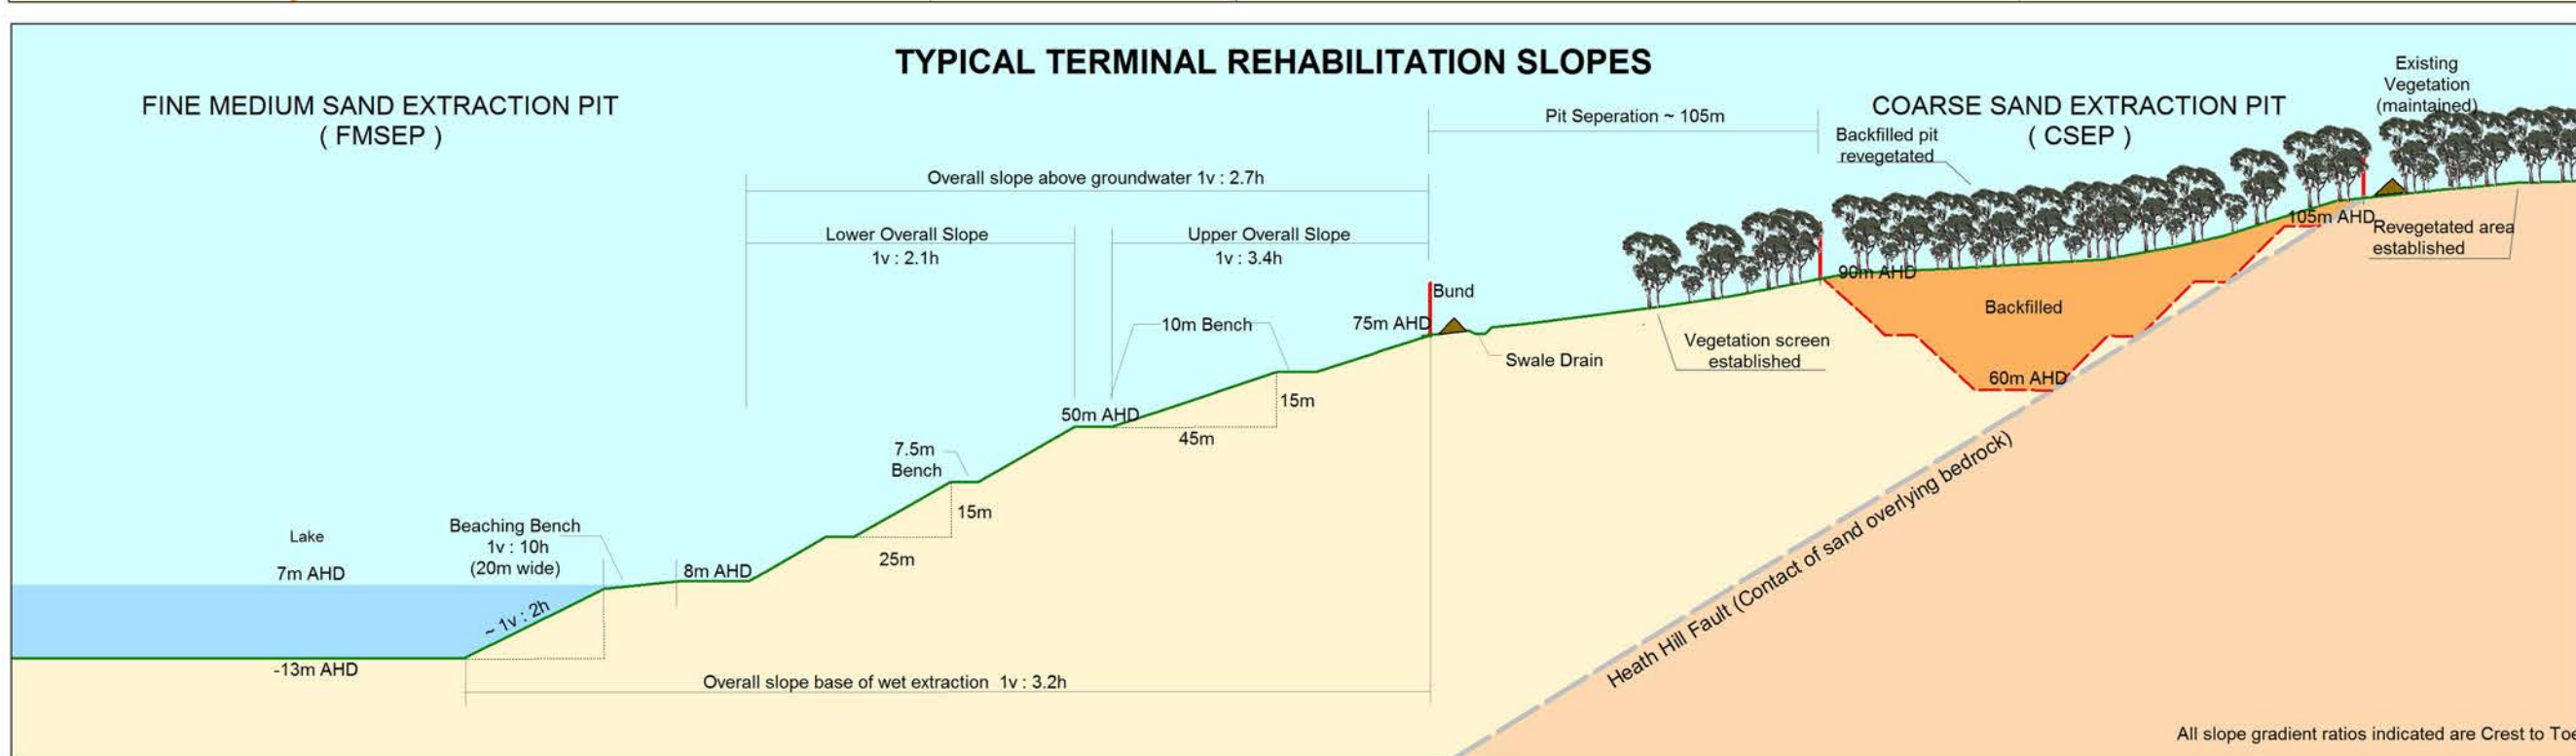 TYPICAL TERMINAL REHABILITATION SLOPES
FINE MEDIUM SAND EXTRACTION PIT
( FMSEP )
Pit Seperation ~ 105m
COARSE SAND EXTRACTION PIT
( CSEP )
Existing
Vegetation
(maintained)
Backfilled pit
revegetated
Overall slope above groundwater 1v : 2.7h
Lower Overall Slope
1v : 2.1h
Upper Overall Slope
1v : 3.4h
105m AHD
Revegetated area
established
90m AHD
Backfilled
60m AHD
Bund
75m AHD
10m Bench
Swale Drain
Vegetation screen
established
50m AHD
15m
45m
7.5m
Bench
15m
25m
Beaching Bench
1v : 10h
(20m wide)
8m AHD
Lake
7m AHD
~ 1v : 2h
-13m AHD
Overall slope base of wet extraction 1v : 3.2h
Heath Hill Fault (Contact of sand overlying bedrock)
All slope gradient ratios indicated are Crest to